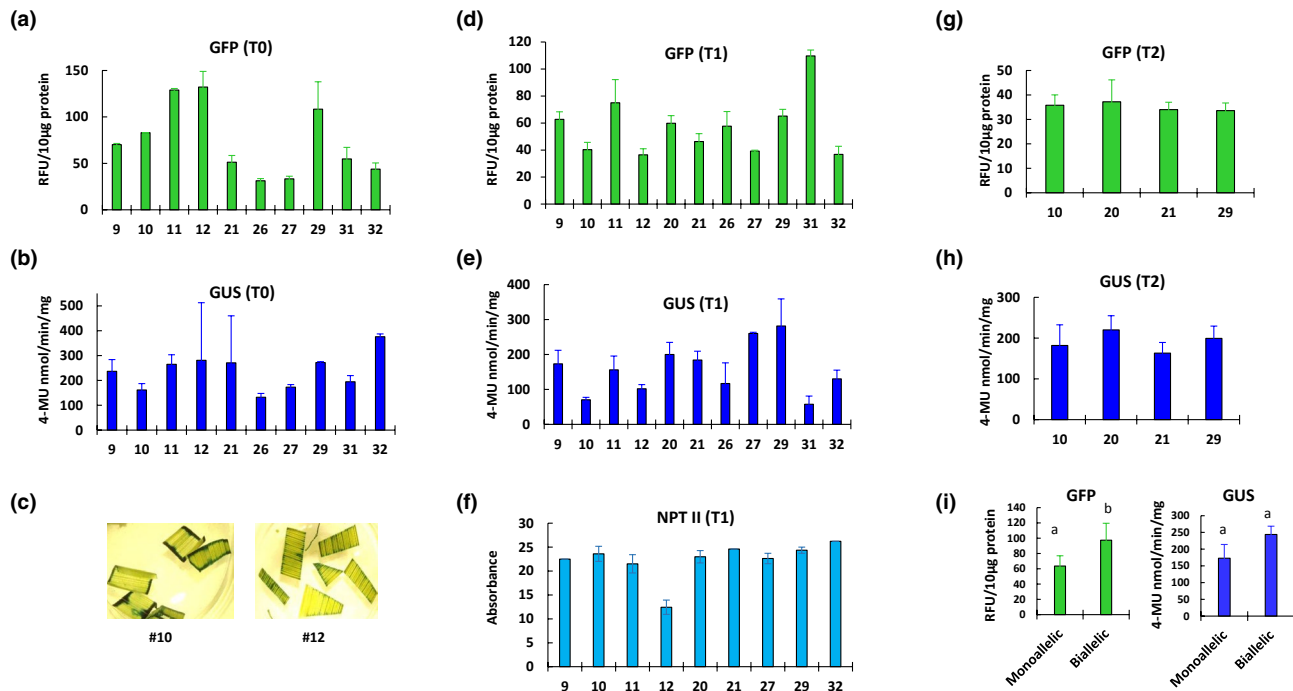 (a)
GFP (T0)
RFU/10µg protein
150
100
50
0
9 10 11 12 21 26 27 29 31 32
(b)
GUS (T0)
4-MU nmol/min/mg
500
400
300
200
100
0
9 10 11 12 21 26 27 29 31 32
(c)
#10 #12
(d)
GFP (T1)
RFU/10µg protein
120
100
80
60
40
20
0
9 10 11 12 20 21 26 27 29 31 32
(e)
GUS (T1)
4-MU nmol/min/mg
400
300
200
100
0
9 10 11 12 20 21 26 27 29 31 32
(f)
NPT II (T1)
Absorbance
30
25
20
15
10
5
0
9 10 11 12 20 21 27 29 32
(g)
GFP (T2)
RFU/10µg protein
50
40
30
20
10
0
10 20 21 29
(h)
GUS (T2)
4-MU nmol/min/mg
300
200
100
0
10 20 21 29
(i)
GFP
RFU/10µg protein
140
120
100
80
60
40
20
0
a b
Monoallelic Biallelic
GUS
4-MU nmol/min/mg
300
250
200
150
100
50
0
a a
Monoallelic Biallelic